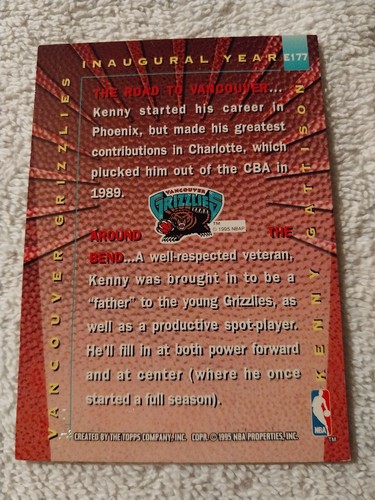 INAUGURAL YEAR
E177
VANCOUVER GRIZZLIES
KENNY GATTISON
THE ROAD TO VANCOUVER...
Kenny started his career in
Phoenix, but made his greatest
contributions in Charlotte, which
plucked him out of the CBA in
1989.
VANCOUVER
GRIZZLIES
TM
© 1995 NBAP
AROUND THE
BEND...A well-respected veteran,
Kenny was brought in to be a
"father" to the young Grizzlies, as
well as a productive spot-player.
He'll fill in at both power forward
and at center (where he once
started a full season).
NBA
TM
CREATED BY THE TOPPS COMPANY, INC. COPR. © 1995 NBA PROPERTIES, INC.